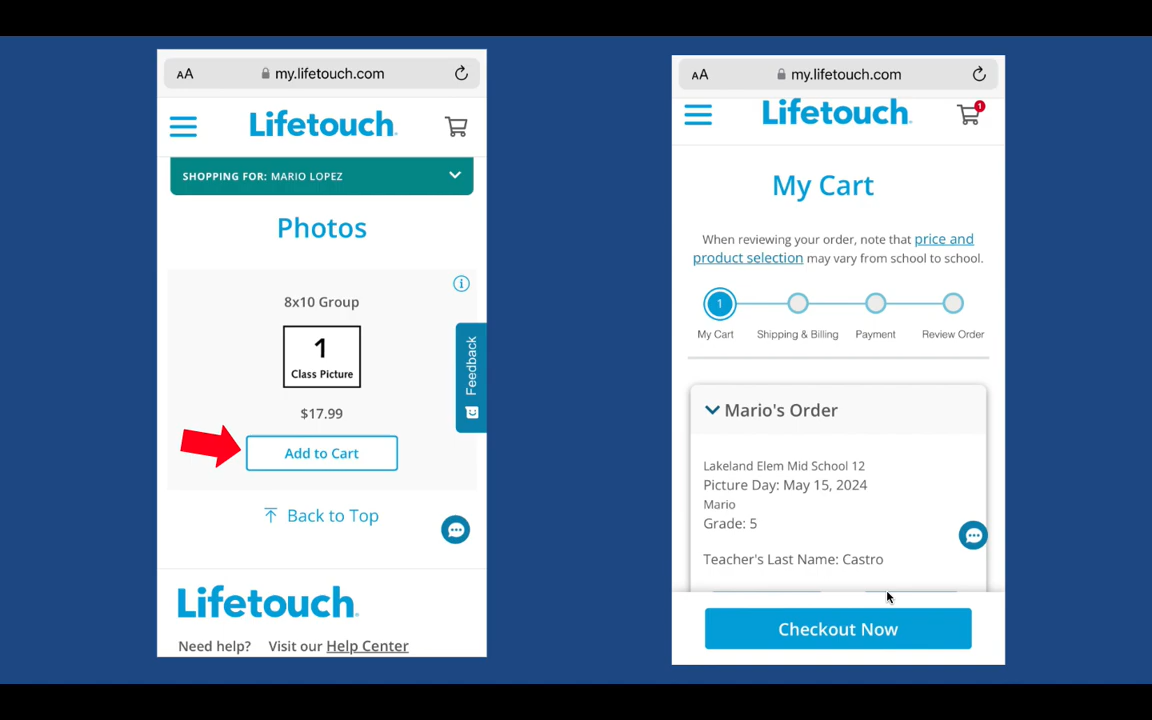 AA
my.lifetouch.com
Lifetouch.
SHOPPING FOR: MARIO LOPEZ
Photos
8x10 Group
1
Class Picture
$17.99
Add to Cart
Feedback
Back to Top
Lifetouch.
Need help? Visit our Help Center
AA
my.lifetouch.com
Lifetouch.
1
My Cart
When reviewing your order, note that price and
product selection may vary from school to school.
1
My Cart Shipping & Billing Payment Review Order
Mario's Order
Lakeland Elem Mid School 12
Picture Day: May 15, 2024
Mario
Grade: 5
Teacher's Last Name: Castro
Checkout Now